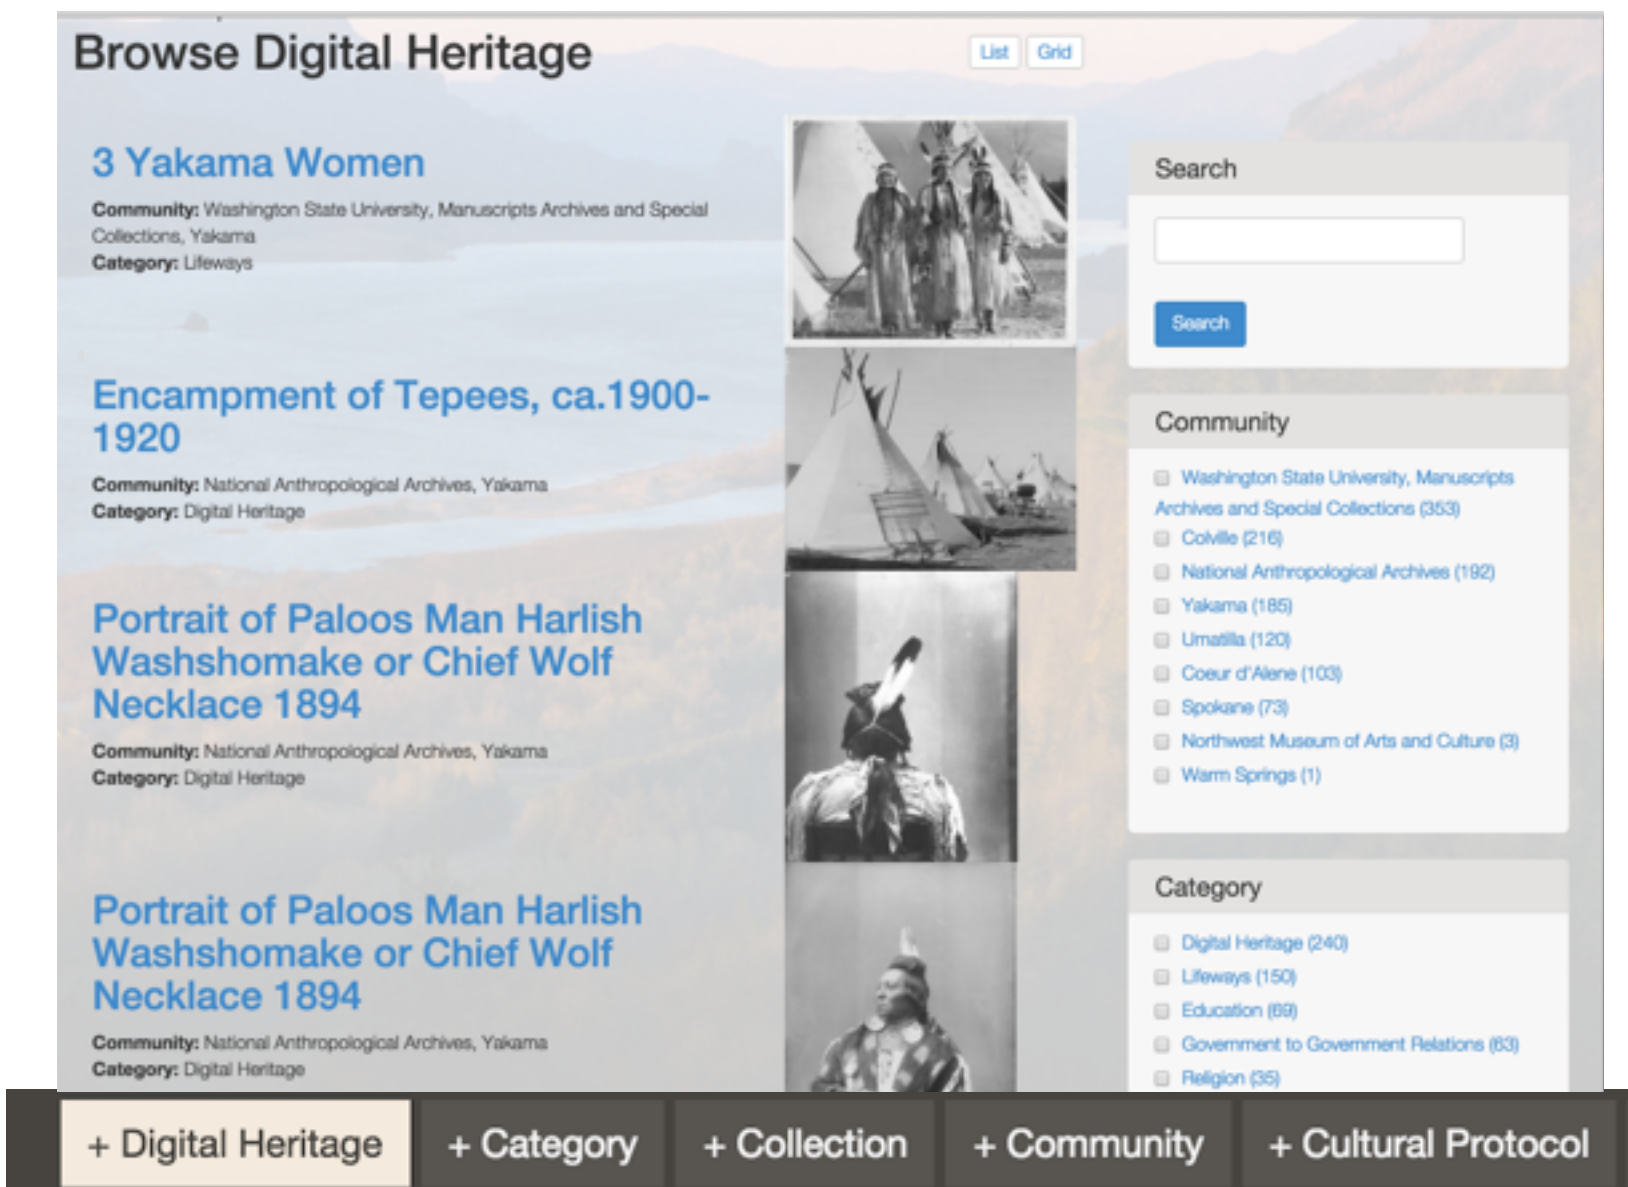 Browse Digital Heritage
List
Grid
3 Yakama Women
Community: Washington State University, Manuscripts Archives and Special
Collections, Yakama
Category: Lifeways
Encampment of Tepees, ca.1900-
1920
Community: National Anthropological Archives, Yakama
Category: Digital Heritage
Portrait of Paloos Man Harlish
Washshomake or Chief Wolf
Necklace 1894
Community: National Anthropological Archives, Yakama
Category: Digital Heritage
Portrait of Paloos Man Harlish
Washshomake or Chief Wolf
Necklace 1894
Community: National Anthropological Archives, Yakama
Category: Digital Heritage
Search
Search
Community
Washington State University, Manuscripts
Archives and Special Collections (353)
Colville (216)
National Anthropological Archives (192)
Yakama (185)
Umatilla (120)
Coeur d'Alene (103)
Spokane (73)
Northwest Museum of Arts and Culture (3)
Warm Springs (1)
Category
Digital Heritage (240)
Lifeways (150)
Education (69)
Government to Government Relations (63)
Religion (35)
+ Digital Heritage
+ Category
+ Collection
+ Community
+ Cultural Protocol